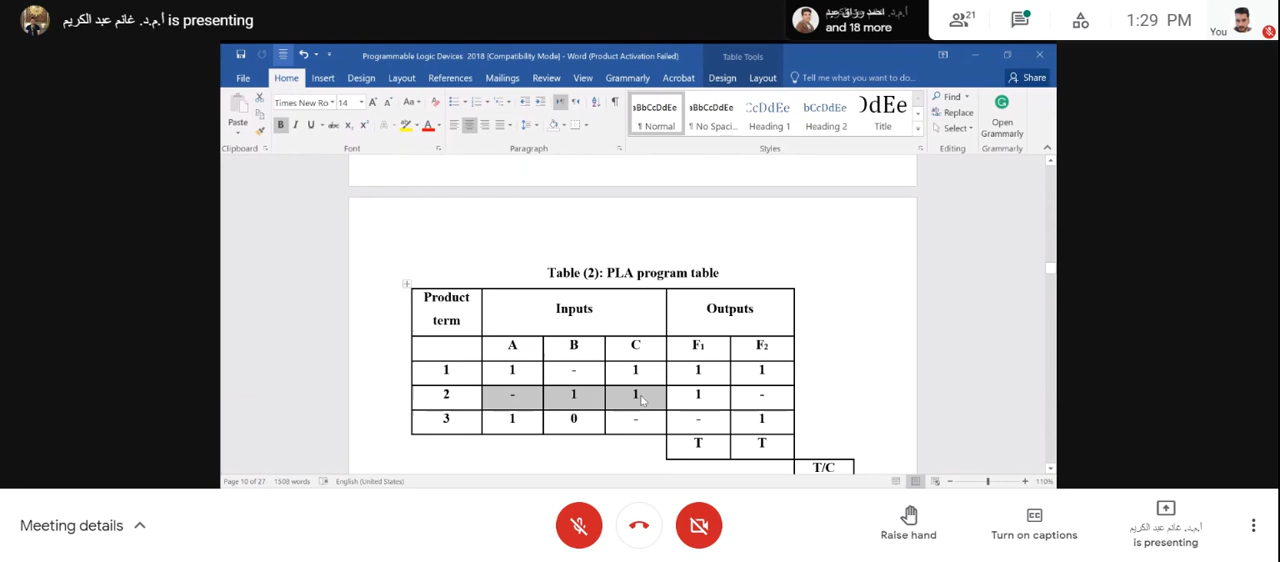 أ.م.د. غانم عبد الكريم is presenting
احمد رزاق عبد
أ.م.د.
and 18 more
21
1:29 PM
You
Programmable Logic Devices 2018 [Compatibility Mode] - Word (Product Activation Failed)
Table Tools
File Home Insert Design Layout References Mailings Review View Grammarly Acrobat Design Layout Tell me what you want to do... Share
Paste
Times New Ro 14
Clipboard Font Paragraph Styles Editing Grammarly
¶ Normal ¶ No Spaci... Heading 1 Heading 2 Title
Find
Replace
Select
Open
Grammarly
Table (2): PLA program table
Product term Inputs Outputs
A B C F₁ F₂
1 1 - 1 1 1
2 - 1 1 1 -
3 1 0 - - 1
T T
T/C
Page 10 of 27 1508 words English (United States) 110%
Meeting details
Raise hand
Turn on captions
أ.م.د. غانم عبد الكريم
is presenting